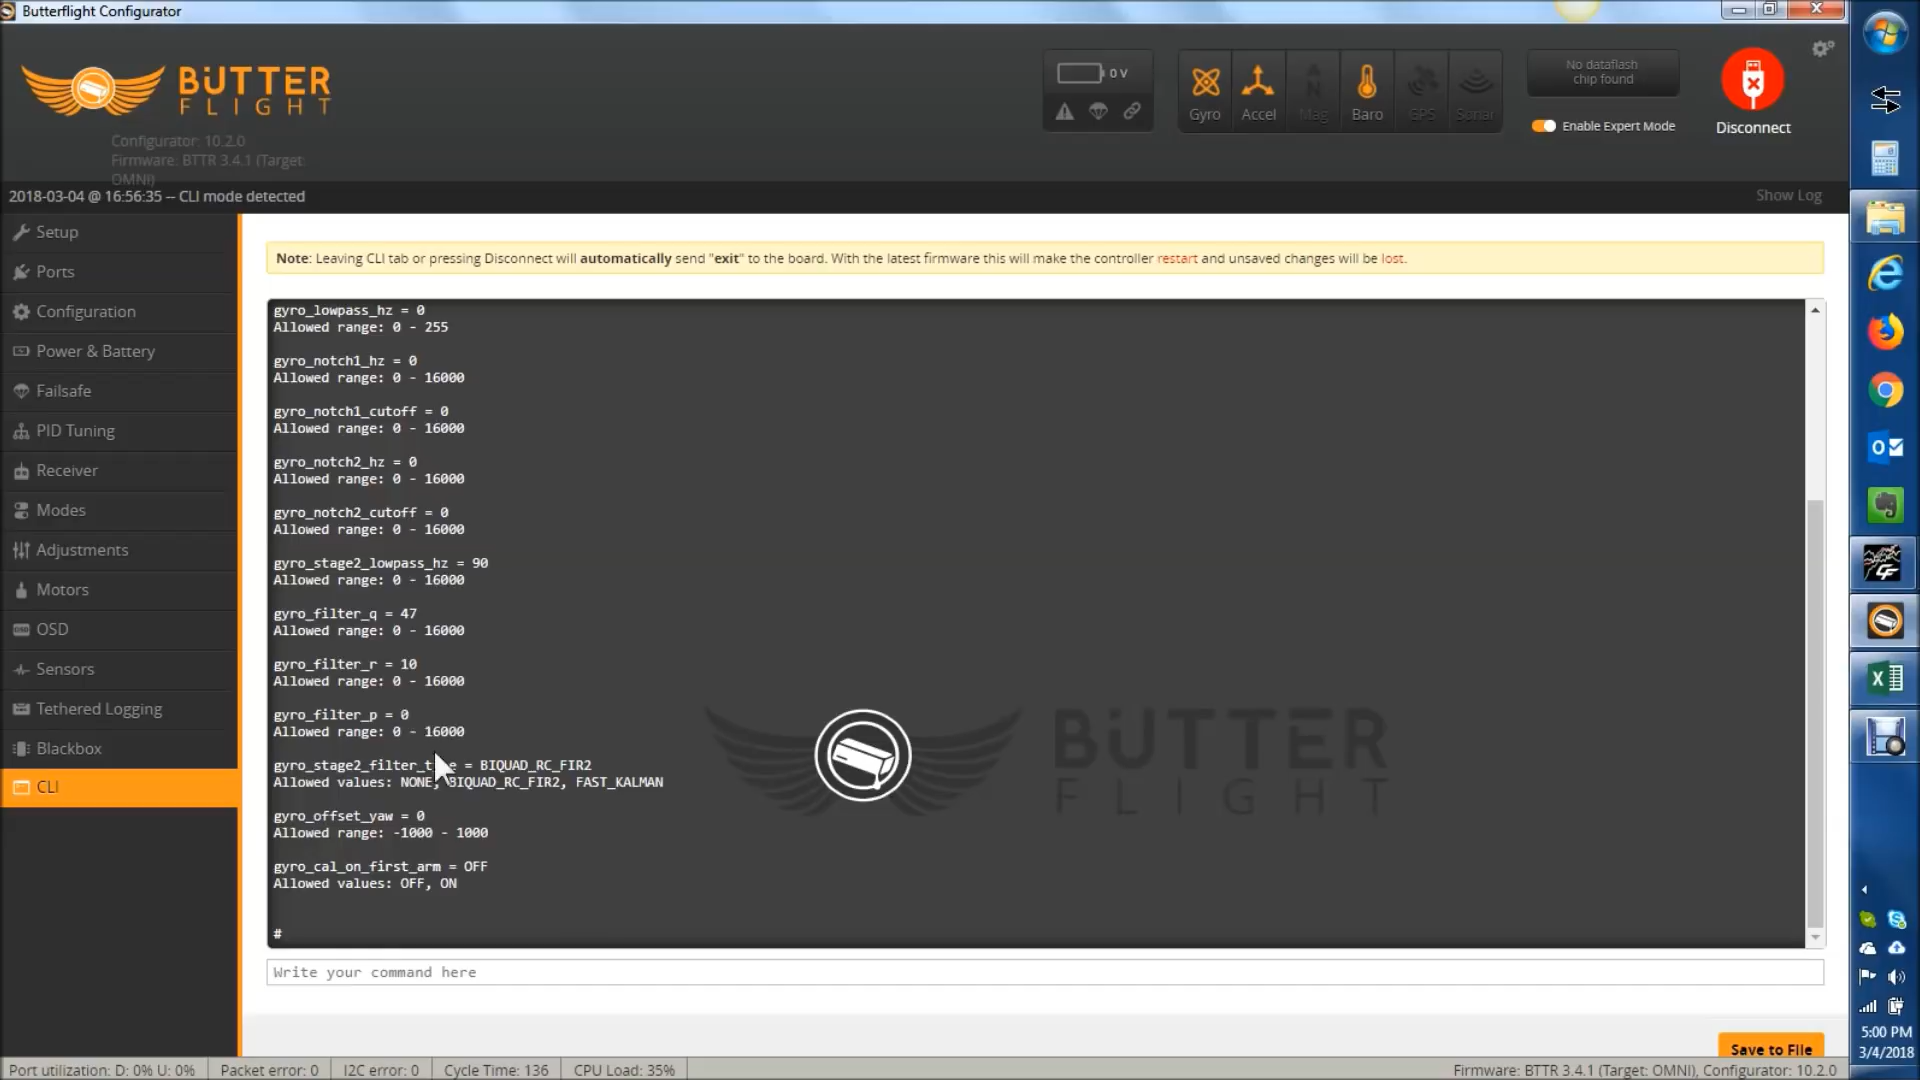 Butterflight Configurator
BUTTER
FLIGHT
Configurator: 10.2.0
Firmware: BTTR 3.4.1 (Target:
OMNI)
0 V
Gyro
Accel
Mag
Baro
GPS
Sonar
No dataflash
chip found
Enable Expert Mode
Disconnect
2018-03-04 @ 16:56:35 -- CLI mode detected
Show Log
Setup
Ports
Configuration
Power & Battery
Failsafe
PID Tuning
Receiver
Modes
Adjustments
Motors
OSD
Sensors
Tethered Logging
Blackbox
CLI
Note: Leaving CLI tab or pressing Disconnect will automatically send "exit" to the board. With the latest firmware this will make the controller restart and unsaved changes will be lost.
gyro_lowpass_hz = 0
Allowed range: 0 - 255
gyro_notch1_hz = 0
Allowed range: 0 - 16000
gyro_notch1_cutoff = 0
Allowed range: 0 - 16000
gyro_notch2_hz = 0
Allowed range: 0 - 16000
gyro_notch2_cutoff = 0
Allowed range: 0 - 16000
gyro_stage2_lowpass_hz = 90
Allowed range: 0 - 16000
gyro_filter_q = 47
Allowed range: 0 - 16000
gyro_filter_r = 10
Allowed range: 0 - 16000
gyro_filter_p = 0
Allowed range: 0 - 16000
gyro_stage2_filter_type = BIQUAD_RC_FIR2
Allowed values: NONE, BIQUAD_RC_FIR2, FAST_KALMAN
gyro_offset_yaw = 0
Allowed range: -1000 - 1000
gyro_cal_on_first_arm = OFF
Allowed values: OFF, ON
#
BÜTTER
FLIGHT
Write your command here
Save to File
Port utilization: D: 0% U: 0%
Packet error: 0
I2C error: 0
Cycle Time: 136
CPU Load: 35%
Firmware: BTTR 3.4.1 (Target: OMNI), Configurator: 10.2.0
5:00 PM
3/4/2018